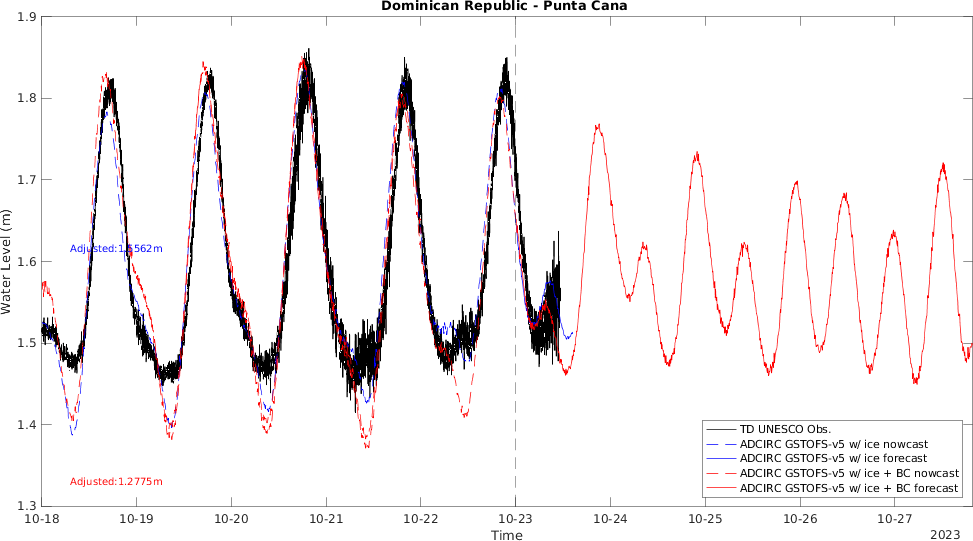 Dominican Republic - Punta Cana
1.9
1.8
1.7
1.6
1.5
1.4
1.3
Water Level (m)
Adjusted:1.5562m
Adjusted:1.2775m
TD UNESCO Obs.
ADCIRC GSTOFS-v5 w/ ice nowcast
ADCIRC GSTOFS-v5 w/ ice forecast
ADCIRC GSTOFS-v5 w/ ice + BC nowcast
ADCIRC GSTOFS-v5 w/ ice + BC forecast
10-18 10-19 10-20 10-21 10-22 10-23 10-24 10-25 10-26 10-27
Time
2023